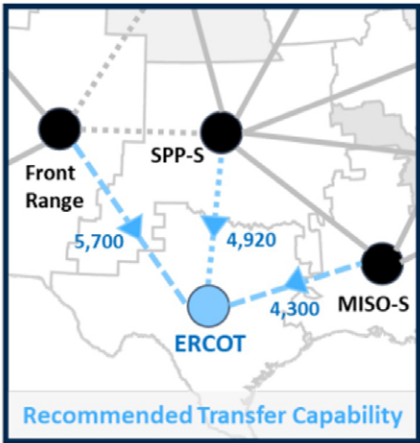 SPP-S
Front
Range
5,700
4,920
4,300
MISO-S
ERCOT
Recommended Transfer Capability